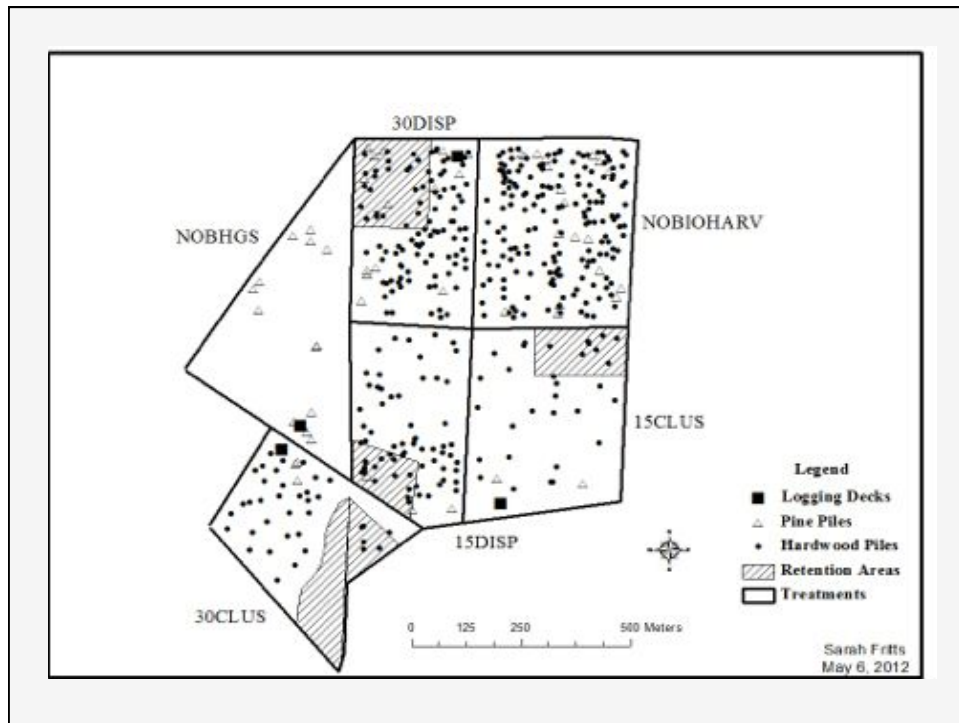 30DISP
NOBHGS
NOBIOHARV
15CLUS
Legend
Logging Decks
Pine Piles
Hardwood Piles
Retention Areas
Treatments
15DISP
30CLUS
0 125 250 500 Meters
Sarah Fritts
May 6, 2012